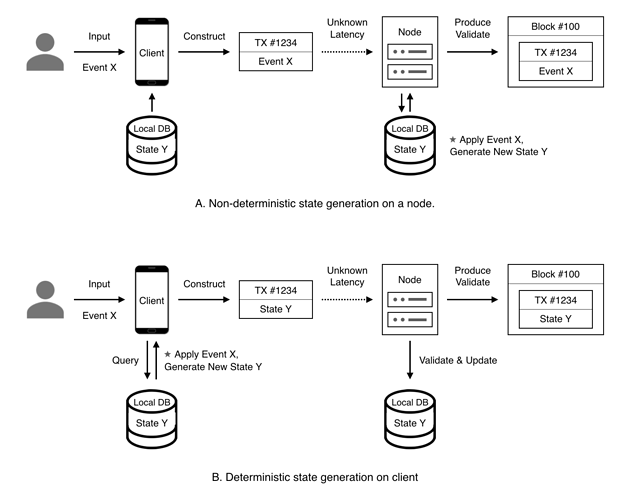 Input
Event X
Client
Construct
TX #1234
Event X
Unknown
Latency
Node
Produce
Validate
Block #100
TX #1234
Event X
Local DB
State Y
Local DB
State Y
★ Apply Event X,
Generate New State Y
A. Non-deterministic state generation on a node.
Input
Event X
Client
Construct
TX #1234
State Y
Unknown
Latency
Node
Produce
Validate
Block #100
TX #1234
State Y
Query
★ Apply Event X,
Generate New State Y
Validate & Update
Local DB
State Y
Local DB
State Y
B. Deterministic state generation on client